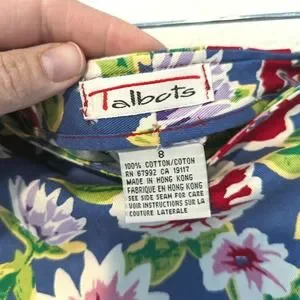 Talbots
8
100% COTTON/COTON
RN 67992 CA 19117
MADE IN HONG KONG
FABRIQUE EN HONG KONG
SEE SIDE SEAM FOR CARE
VOIR INSTRUCTIONS SUR LA
COUTURE LATERALE